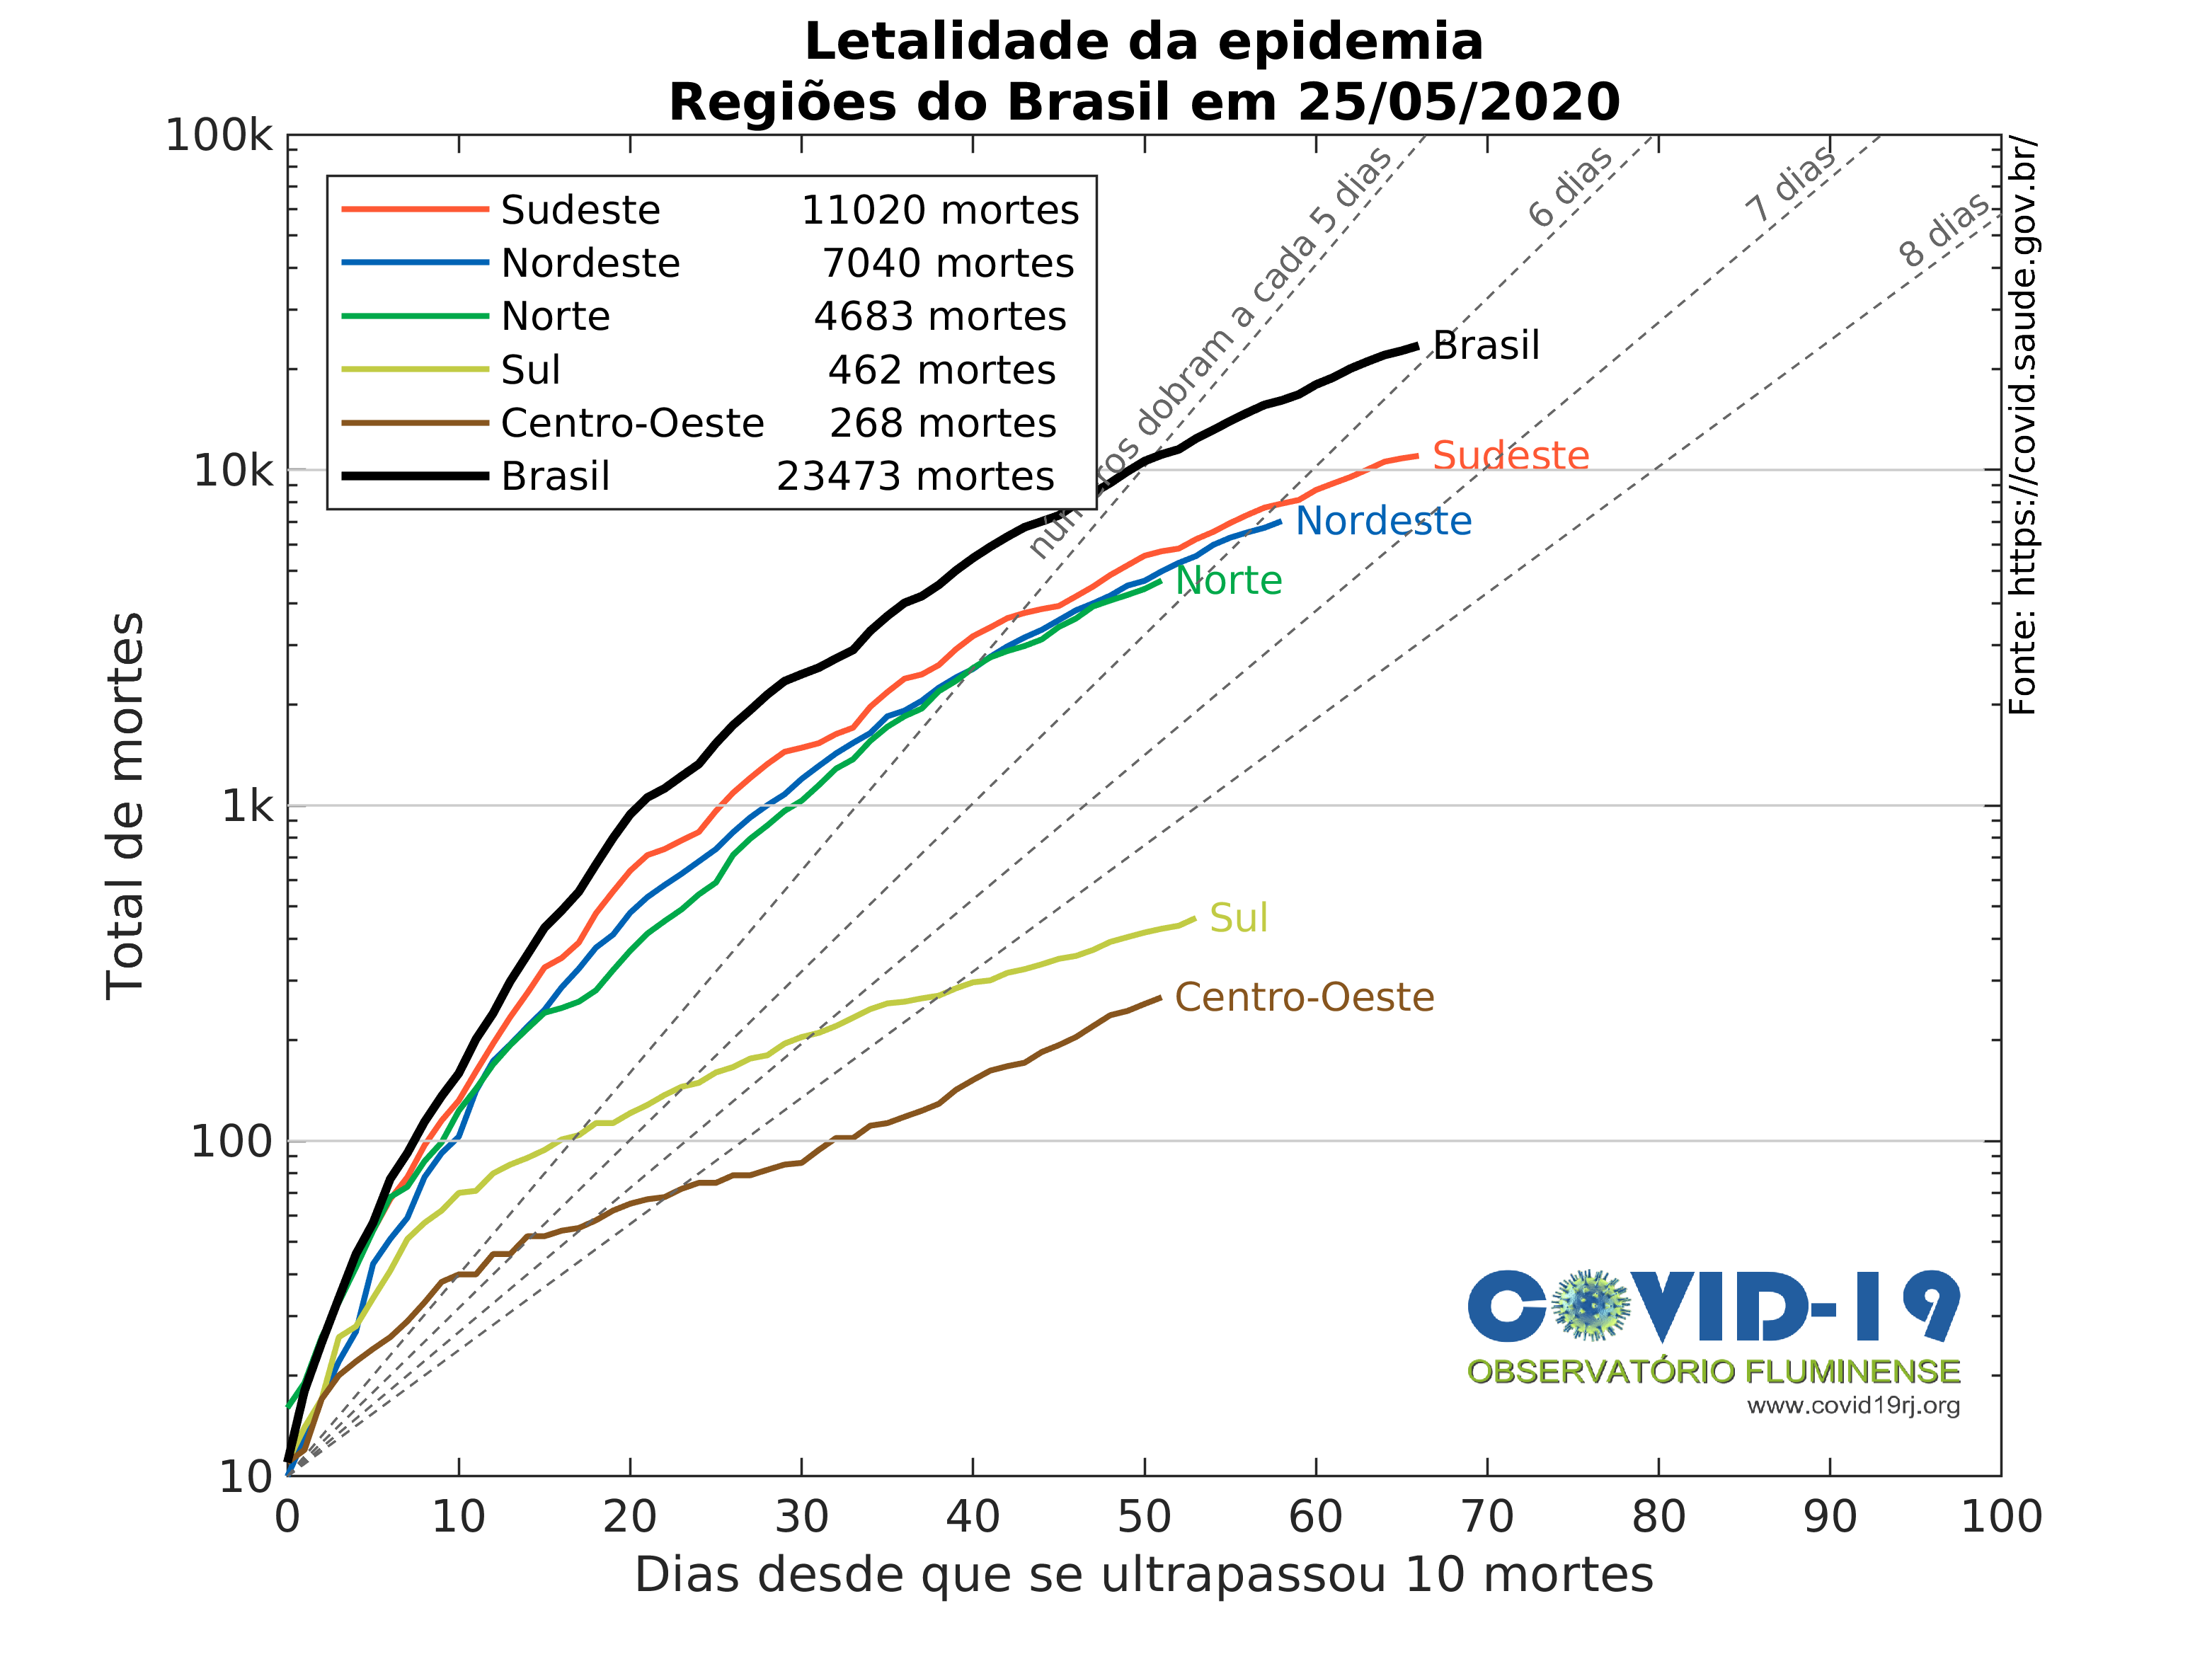 Letalidade da epidemia
Regiões do Brasil em 25/05/2020
100k
10k
1k
100
10
Total de mortes
Sudeste 11020 mortes
Nordeste 7040 mortes
Norte 4683 mortes
Sul 462 mortes
Centro-Oeste 268 mortes
Brasil 23473 mortes
dobram a cada 5 dias
6 dias
7 dias
8 dias
Brasil
Sudeste
Nordeste
Norte
Sul
Centro-Oeste
Fonte: https://covid.saude.gov.br/
COVID-19
OBSERVATÓRIO FLUMINENSE
www.covid19rj.org
0 10 20 30 40 50 60 70 80 90 100
Dias desde que se ultrapassou 10 mortes